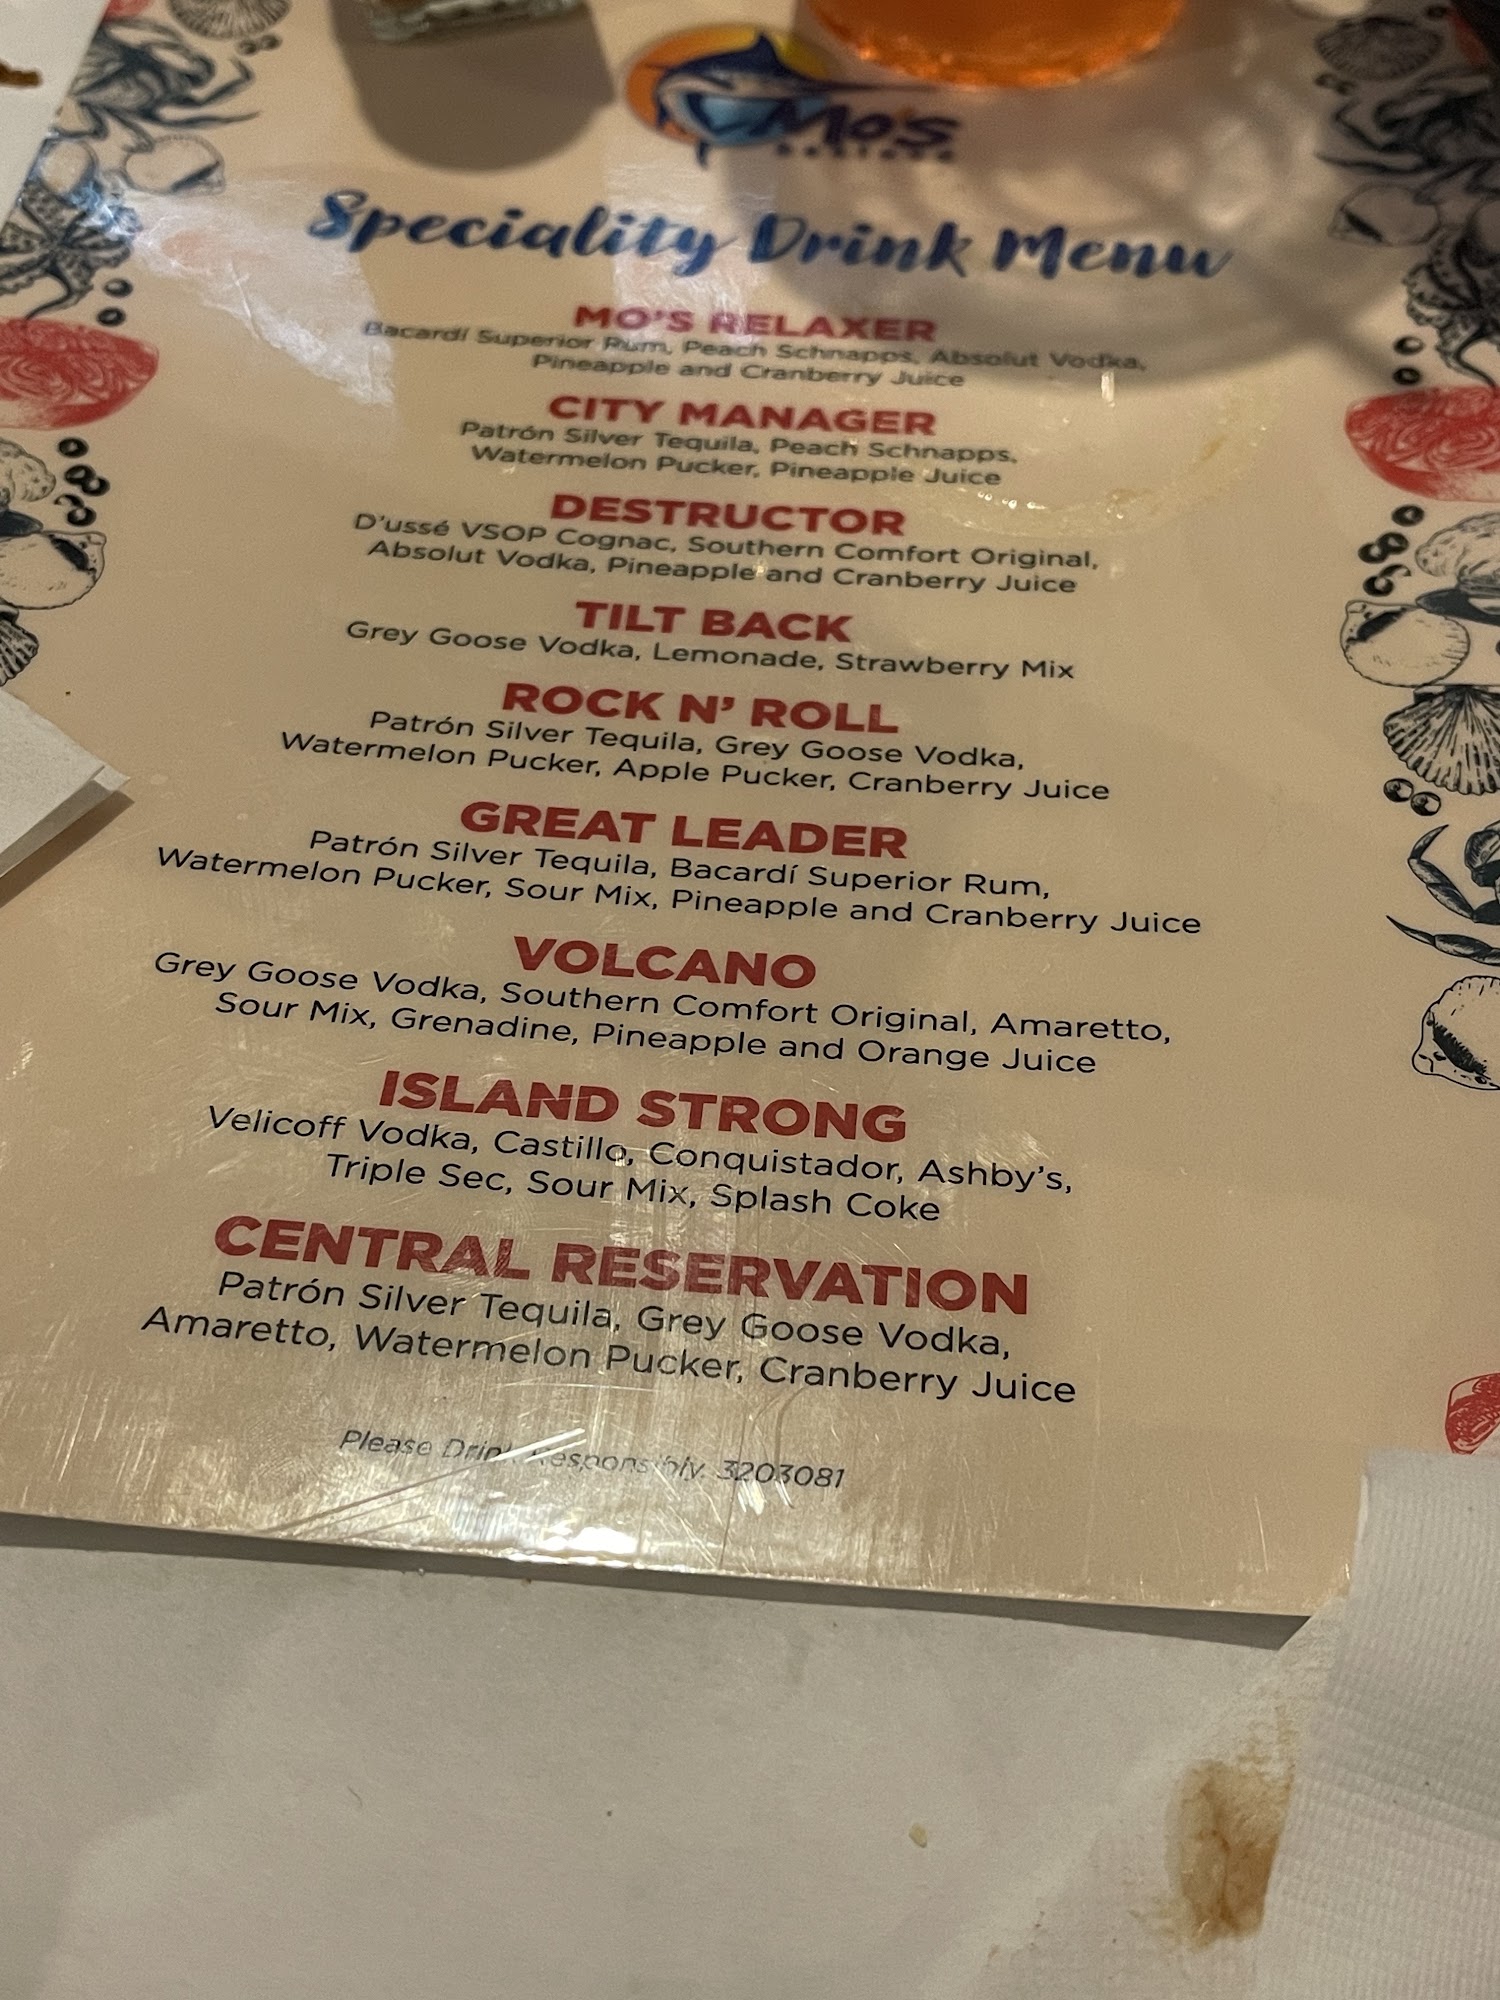 Mo's
Speciality Drink Menu
MO'S RELAXER
Bacardí Superior Rum, Peach Schnapps, Absolut Vodka,
Pineapple and Cranberry Juice
CITY MANAGER
Patrón Silver Tequila, Peach Schnapps,
Watermelon Pucker, Pineapple Juice
DESTRUCTOR
D'ussé VSOP Cognac, Southern Comfort Original,
Absolut Vodka, Pineapple and Cranberry Juice
TILT BACK
Grey Goose Vodka, Lemonade, Strawberry Mix
ROCK N' ROLL
Patrón Silver Tequila, Grey Goose Vodka,
Watermelon Pucker, Apple Pucker, Cranberry Juice
GREAT LEADER
Patrón Silver Tequila, Bacardí Superior Rum,
Watermelon Pucker, Sour Mix, Pineapple and Cranberry Juice
VOLCANO
Grey Goose Vodka, Southern Comfort Original, Amaretto,
Sour Mix, Grenadine, Pineapple and Orange Juice
ISLAND STRONG
Velicoff Vodka, Castillo, Conquistador, Ashby's,
Triple Sec, Sour Mix, Splash Coke
CENTRAL RESERVATION
Patrón Silver Tequila, Grey Goose Vodka,
Amaretto, Watermelon Pucker, Cranberry Juice
Please Drink Responsibly. 3203081